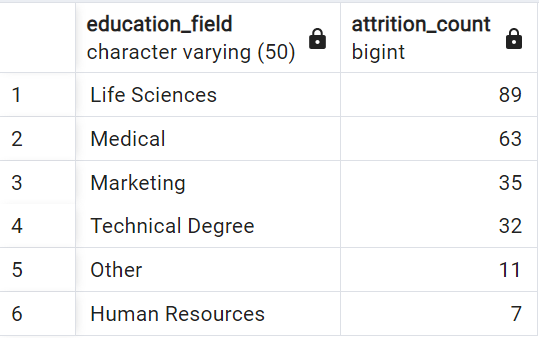 education_field attrition_count
character varying (50) bigint
1 Life Sciences 89
2 Medical 63
3 Marketing 35
4 Technical Degree 32
5 Other 11
6 Human Resources 7